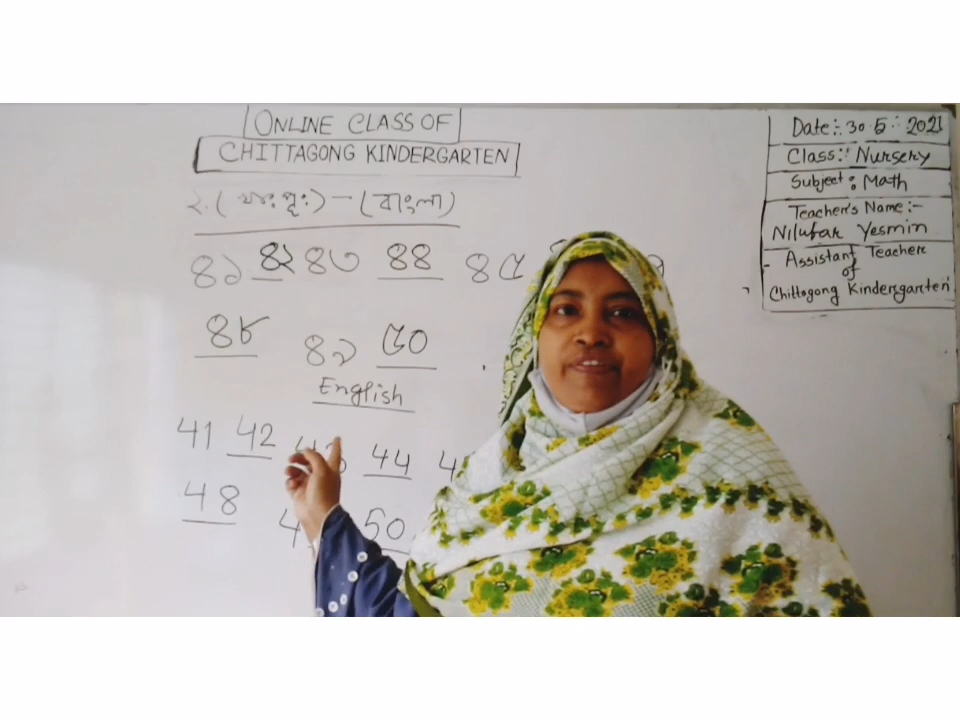 ONLINE CLASS OF
CHITTAGONG KINDERGARTEN
২. (খাঃ পূঃ) – (বাংলা)
৪১ ৪২ ৪৩ ৪৪ ৪৫
৪৮ ৪৯ ৫০
English
41 42 43 44
48 50
Date:- 30.5.: 2021
Class:- Nursery
Subject: Math
Teacher's Name:-
Nilufar Yesmin
Assistant Teacher
of
Chittagong Kindergarten